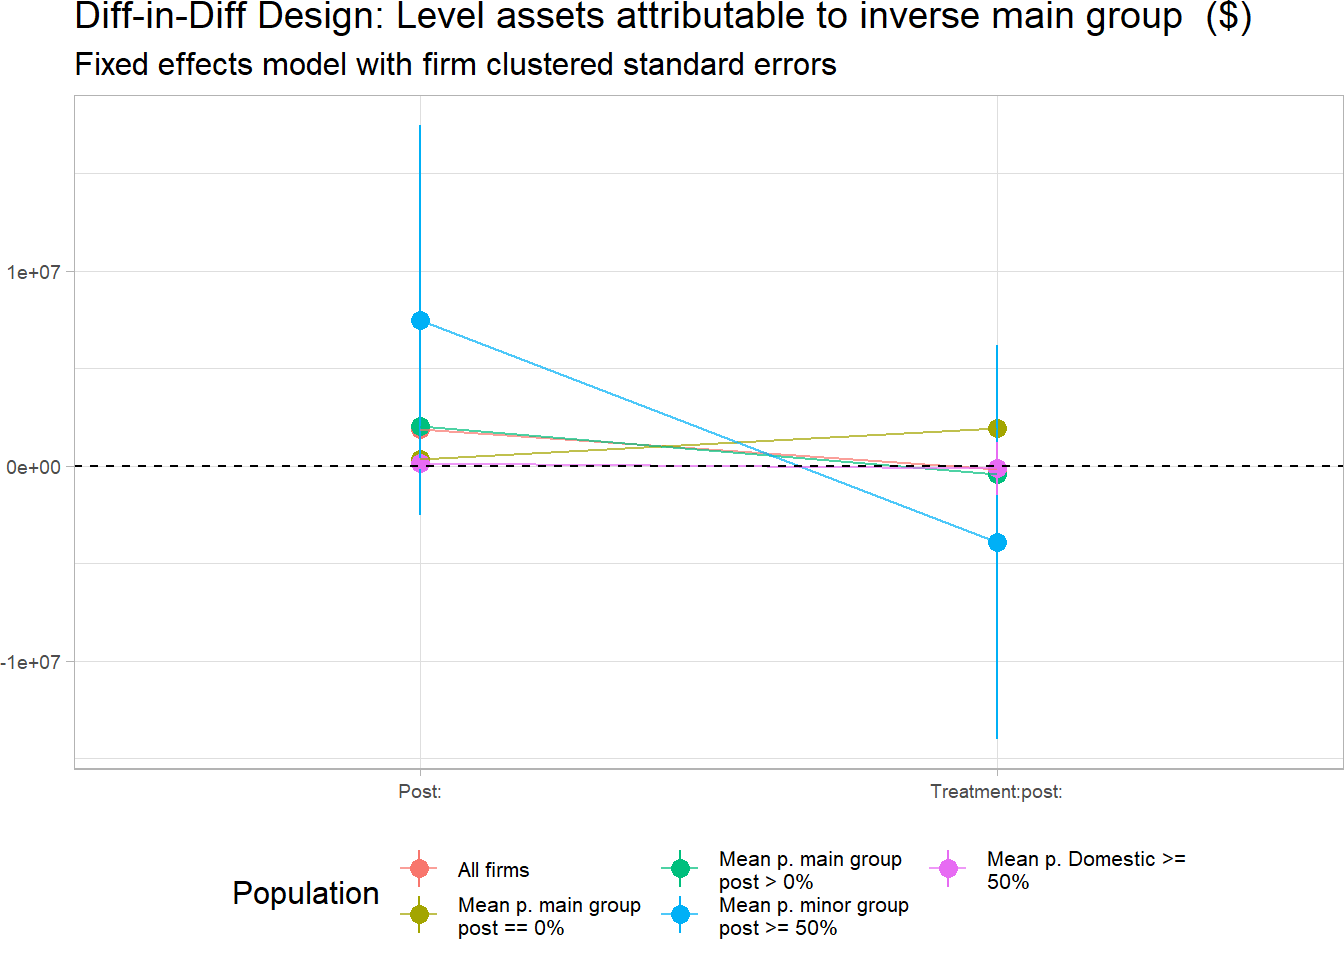 Diff-in-Diff Design: Level assets attributable to inverse main group  ($)
Fixed effects model with firm clustered standard errors
1e+07
0e+00
-1e+07
Post:
Treatment:post:
Population
All firms
Mean p. main group
post == 0%
Mean p. main group
post > 0%
Mean p. minor group
post >= 50%
Mean p. Domestic >=
50%